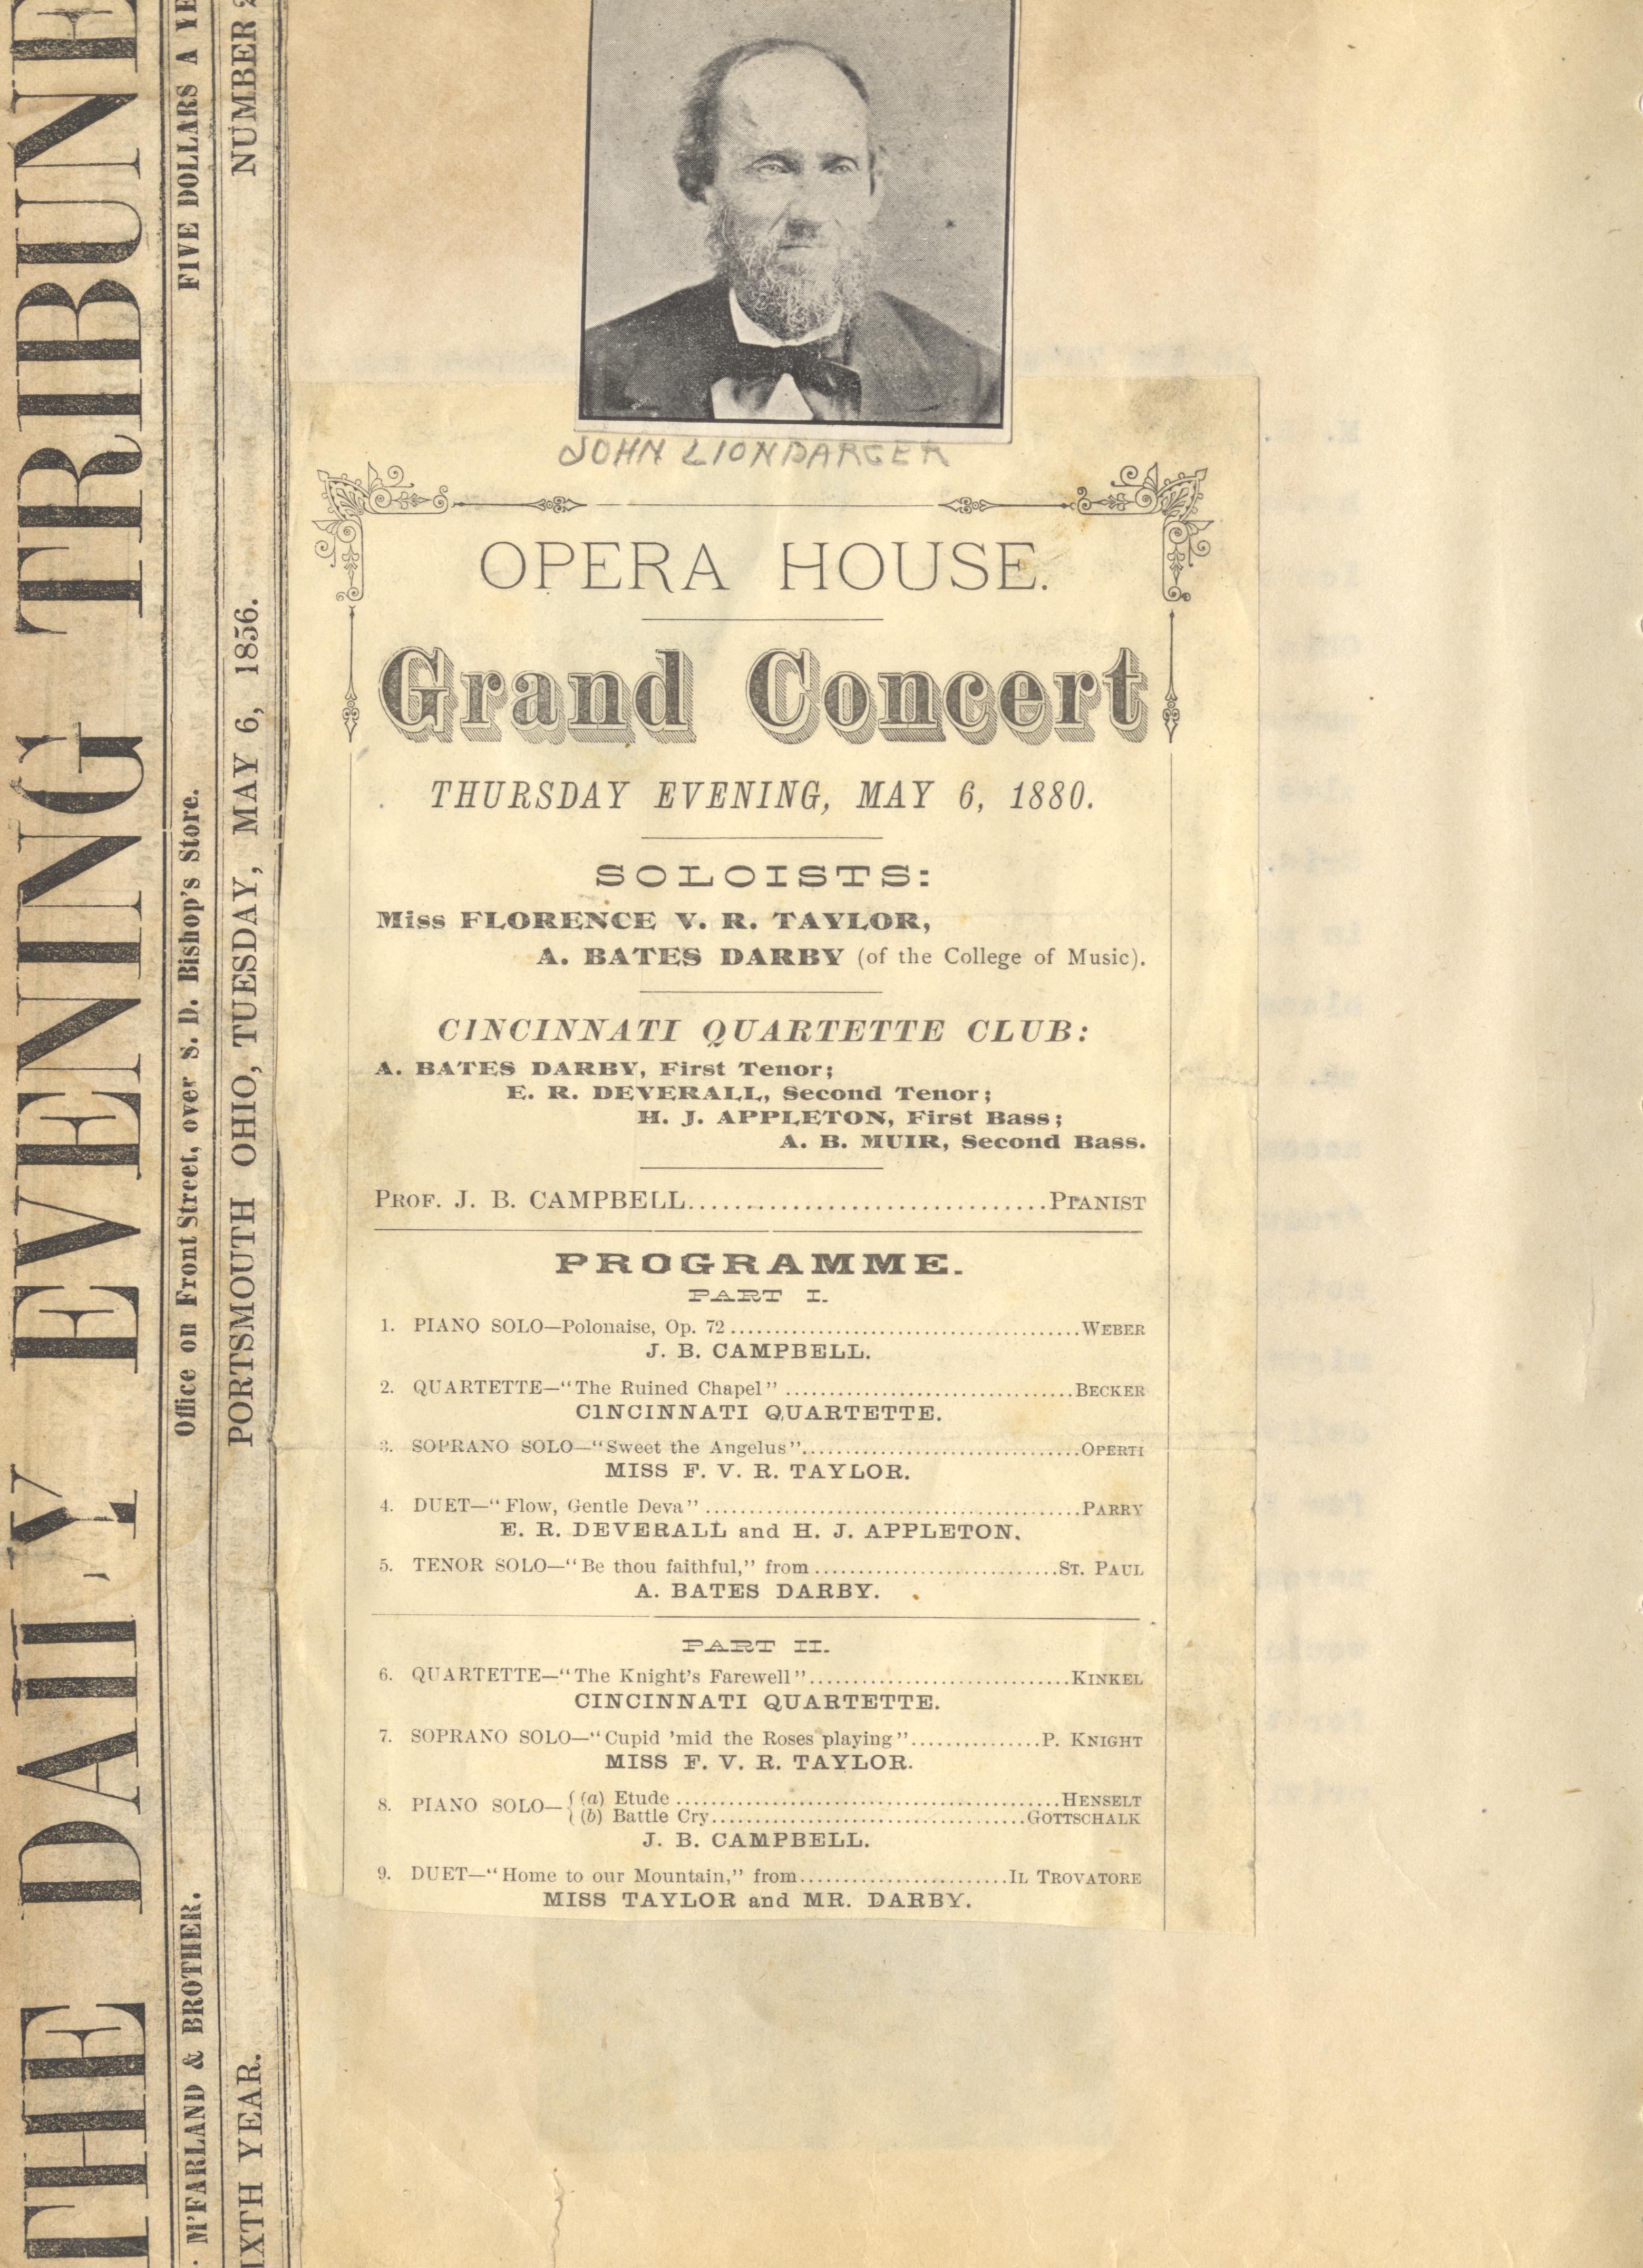 THE DAILY EVENING TRIBUNE
M'FARLAND & BROTHER. Office on Front Street, over S. D. Bishop's Store. FIVE DOLLARS A
YEAR. PORTSMOUTH OHIO, TUESDAY, MAY 6, 1856. NUMBER
JOHN LIONDARGER
OPERA HOUSE.
Grand Concert
THURSDAY EVENING, MAY 6, 1880.
SOLOISTS:
Miss FLORENCE V. R. TAYLOR,
A. BATES DARBY (of the College of Music).
CINCINNATI QUARTETTE CLUB:
A. BATES DARBY, First Tenor;
E. R. DEVERALL, Second Tenor;
H. J. APPLETON, First Bass;
A. B. MUIR, Second Bass.
PROF. J. B. CAMPBELL................................PIANIST
PROGRAMME.
PART I.
1. PIANO SOLO—Polonaise, Op. 72........................................WEBER
J. B. CAMPBELL.
2. QUARTETTE—"The Ruined Chapel" .................................BECKER
CINCINNATI QUARTETTE.
3. SOPRANO SOLO—"Sweet the Angelus"................................OPERTI
MISS F. V. R. TAYLOR.
4. DUET—"Flow, Gentle Deva" ...........................................PARRY
E. R. DEVERALL and H. J. APPLETON.
5. TENOR SOLO—"Be thou faithful," from............................ST. PAUL
A. BATES DARBY.
PART II.
6. QUARTETTE—"The Knight's Farewell"..............................KINKEL
CINCINNATI QUARTETTE.
7. SOPRANO SOLO—"Cupid 'mid the Roses playing"...............P. KNIGHT
MISS F. V. R. TAYLOR.
8. PIANO SOLO—{(a) Etude ...........................................HENSELT
{(b) Battle Cry....................................GOTTSCHALK
J. B. CAMPBELL.
9. DUET—"Home to our Mountain," from........................IL TROVATORE
MISS TAYLOR and MR. DARBY.